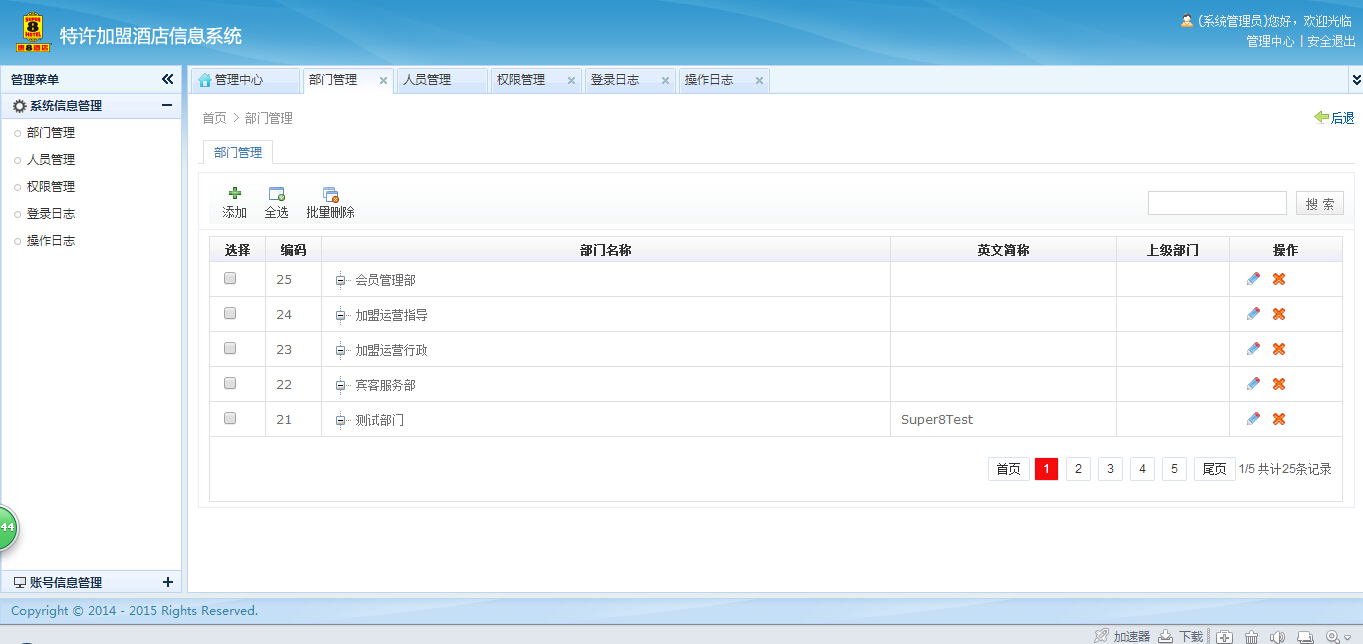 SUPER 8 HOTEL 速8酒店
特许加盟酒店信息系统
(系统管理员)您好，欢迎光临
管理中心 | 安全退出
管理菜单
管理中心 部门管理 人员管理 权限管理 登录日志 操作日志
系统信息管理
部门管理
人员管理
权限管理
登录日志
操作日志
首页 > 部门管理
后退
部门管理
添加 全选 批量删除
搜 索
选择 编码 部门名称 英文简称 上级部门 操作
25 会员管理部
24 加盟运营指导
23 加盟运营行政
22 宾客服务部
21 测试部门 Super8Test
首页 1 2 3 4 5 尾页 1/5 共计25条记录
44
账号信息管理
Copyright © 2014 - 2015 Rights Reserved.
加速器 下载